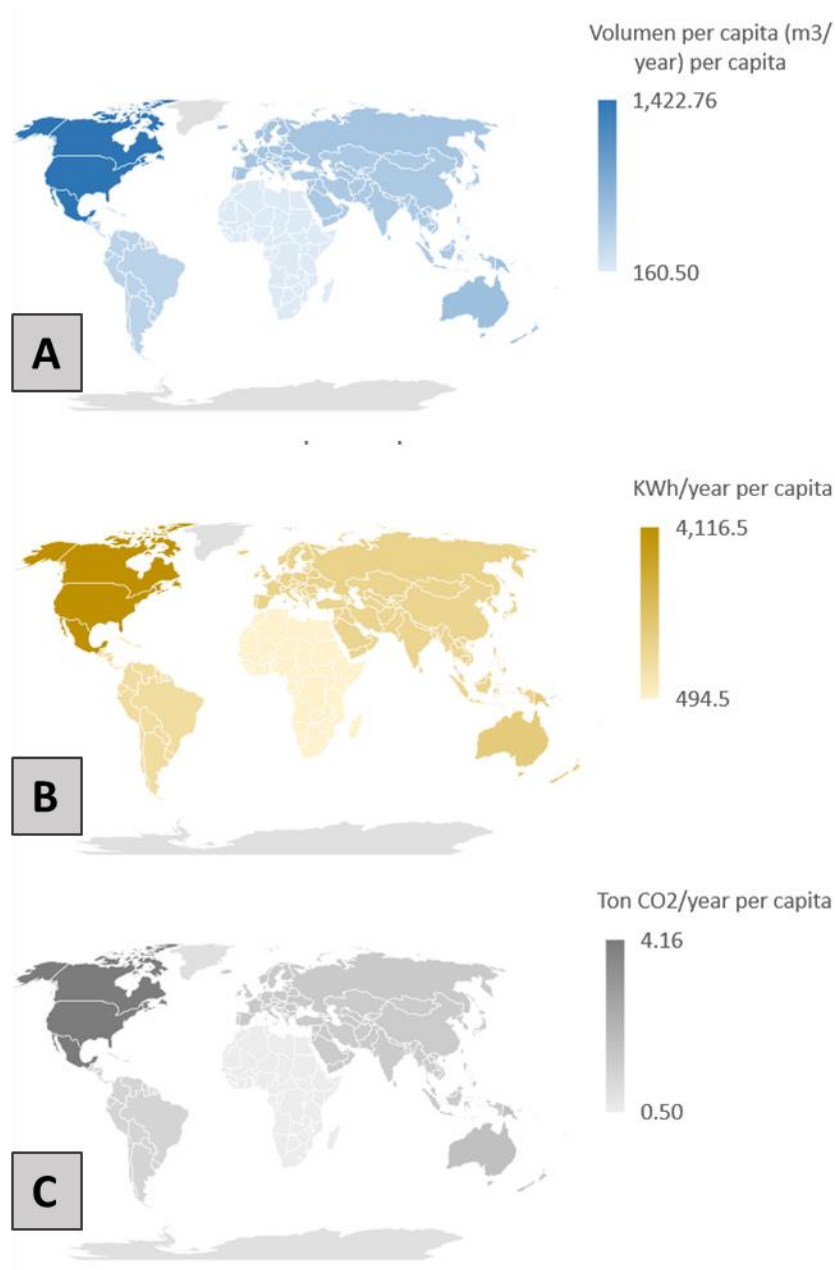 Volumen per capita (m3/
year) per capita
1,422.76
160.50
A
KWh/year per capita
4,116.5
494.5
B
Ton CO2/year per capita
4.16
0.50
C